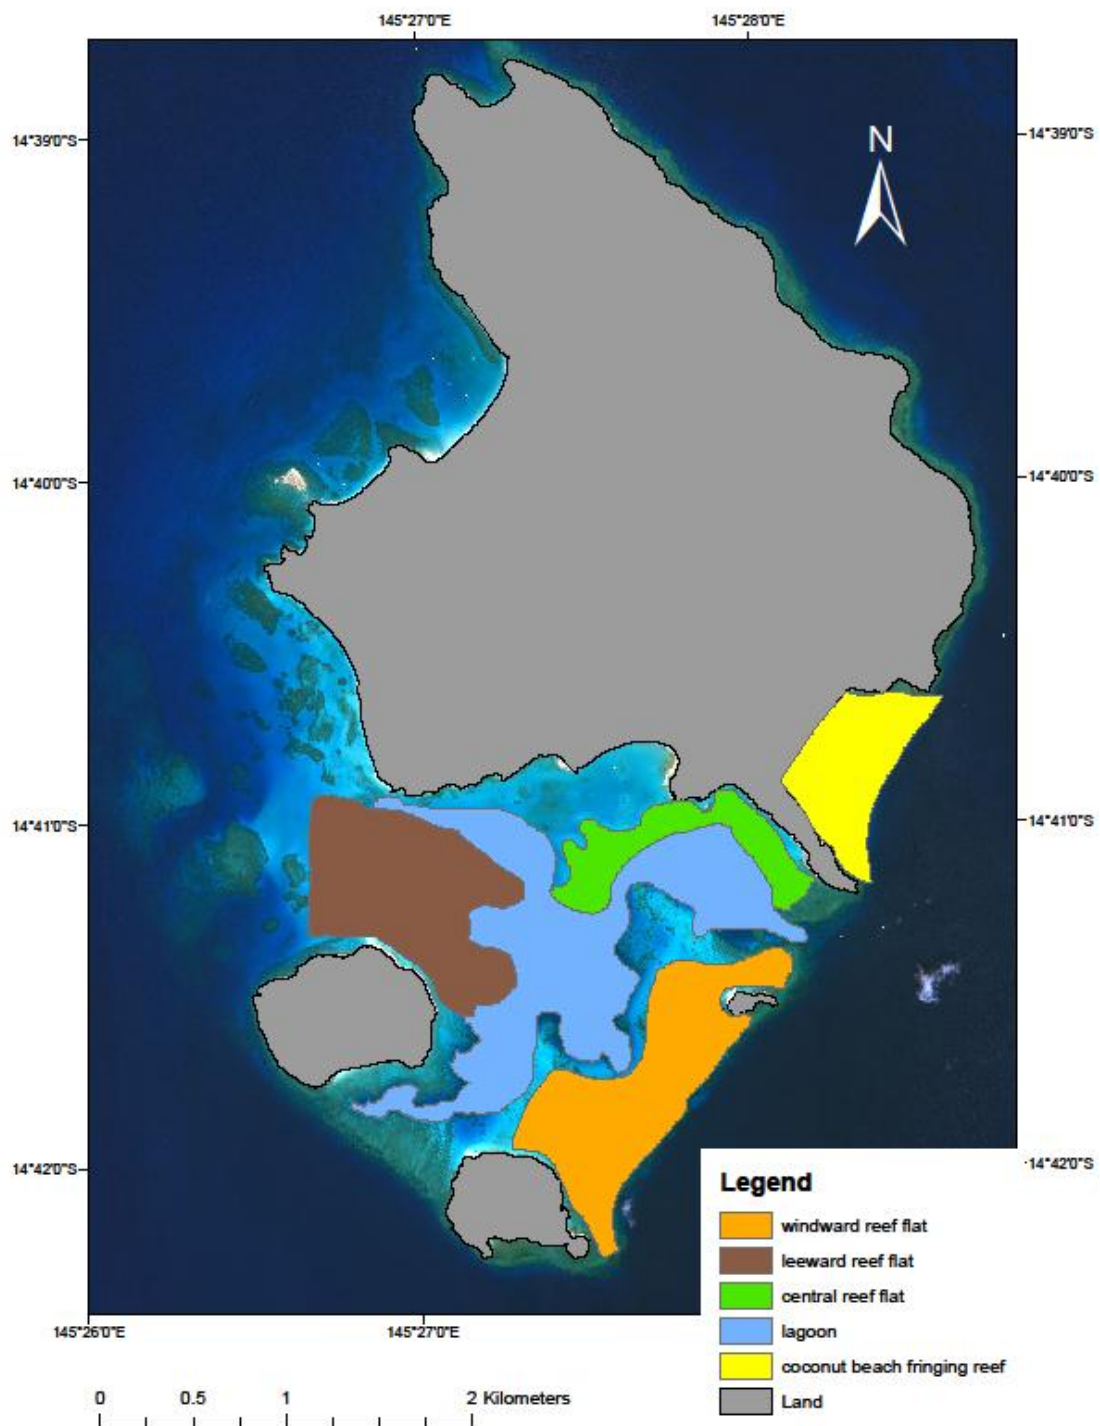 145°27'0"E 145°28'0"E
14°39'0"S 14°39'0"S
N
14°40'0"S 14°40'0"S
14°41'0"S 14°41'0"S
14°42'0"S 14°42'0"S
Legend
windward reef flat
leeward reef flat
central reef flat
lagoon
coconut beach fringing reef
Land
145°26'0"E 145°27'0"E
0 0.5 1 2 Kilometers